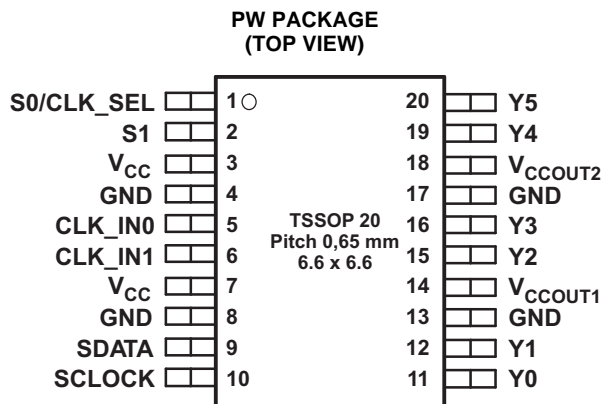 PW PACKAGE
(TOP VIEW)
S0/CLK_SEL 1 20 Y5
S1 2 19 Y4
VCC 3 18 VCCOUT2
GND 4 17 GND
CLK_IN0 5 16 Y3
CLK_IN1 6 15 Y2
VCC 7 14 VCCOUT1
GND 8 13 GND
SDATA 9 12 Y1
SCLOCK 10 11 Y0
TSSOP 20
Pitch 0,65 mm
6.6 x 6.6